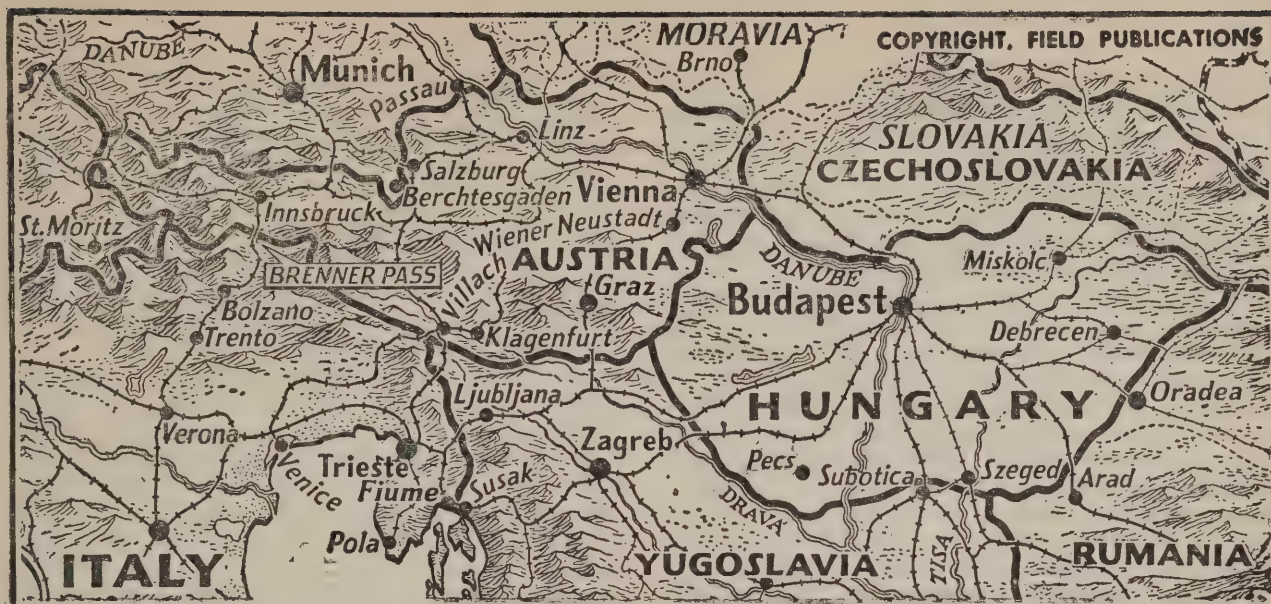 DANUBE
MORAVIA
COPYRIGHT, FIELD PUBLICATIONS
Munich
Brno
Passau
Linz
SLOVAKIA
CZECHOSLOVAKIA
Salzburg
Berchtesgaden
Vienna
Innsbruck
Wiener Neustadt
St. Moritz
AUSTRIA
DANUBE
Miskolc
BRENNER PASS
Villach
Graz
Budapest
Bolzano
Klagenfurt
Debrecen
Trento
Ljubljana
HUNGARY
Oradea
Verona
Zagreb
Venice
Trieste
Pecs
Szeged
Fiume
Susak
Subotica
Arad
DRAVA
Pola
ITALY
YUGOSLAVIA
TISA
RUMANIA